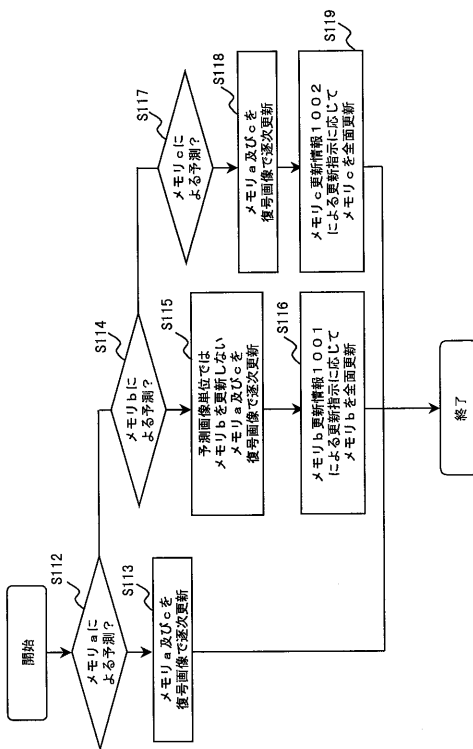 開始
S112
メモリaに
よる予測?
S113
メモリa及びcを
復号画像で逐次更新
S114
メモリbに
よる予測?
S115
予測画像単位では
メモリbを更新しない
メモリa及びcを
復号画像で逐次更新
S116
メモリb更新情報1001
による更新指示に応じて
メモリbを全面更新
S117
メモリcに
よる予測?
S118
メモリa及びcを
復号画像で逐次更新
S119
メモリc更新情報1002
による更新指示に応じて
メモリcを全面更新
終了